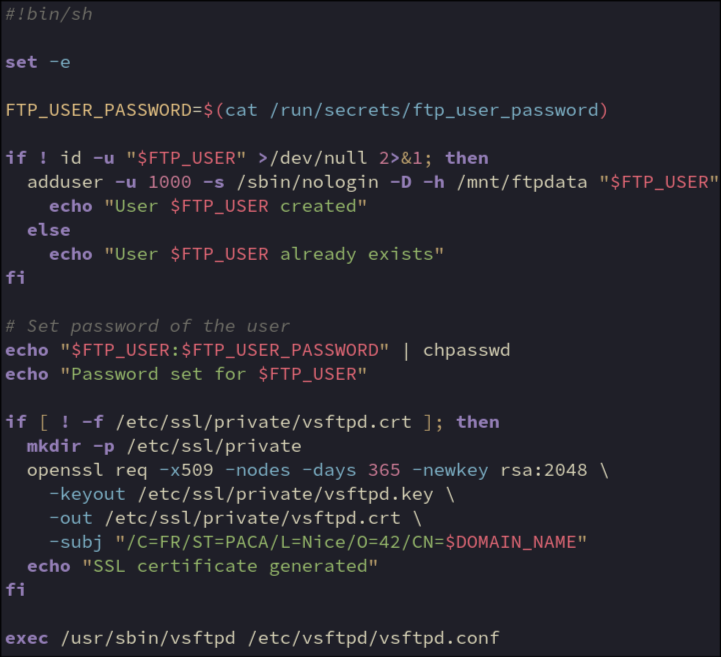 #!bin/sh

set -e

FTP_USER_PASSWORD=$(cat /run/secrets/ftp_user_password)

if ! id -u "$FTP_USER" >/dev/null 2>&1; then
  adduser -u 1000 -s /sbin/nologin -D -h /mnt/ftpdata "$FTP_USER"
    echo "User $FTP_USER created"
  else
    echo "User $FTP_USER already exists"
fi

# Set password of the user
echo "$FTP_USER:$FTP_USER_PASSWORD" | chpasswd
echo "Password set for $FTP_USER"

if [ ! -f /etc/ssl/private/vsftpd.crt ]; then
  mkdir -p /etc/ssl/private
  openssl req -x509 -nodes -days 365 -newkey rsa:2048 \
    -keyout /etc/ssl/private/vsftpd.key \
    -out /etc/ssl/private/vsftpd.crt \
    -subj "/C=FR/ST=PACA/L=Nice/O=42/CN=$DOMAIN_NAME"
  echo "SSL certificate generated"
fi

exec /usr/sbin/vsftpd /etc/vsftpd/vsftpd.conf